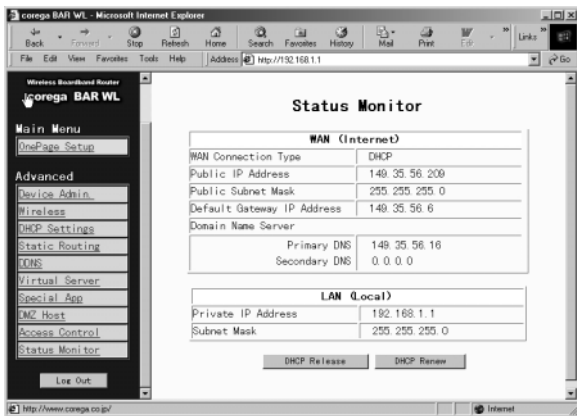 corega BAR WL - Microsoft Internet Explorer
Back Forward Stop Refresh Home Search Favorites History Mail Print Edit » Links »
File Edit View Favorites Tools Help Address http://192.168.1.1 Go
Wireless Boardband Router
corega BAR WL
Main Menu
OnePage Setup
Advanced
Device Admin.
Wireless
DHCP Settings
Static Routing
DDNS
Virtual Server
Special App
DMZ Host
Access Control
Status Monitor
Log Out
Status Monitor
WAN (Internet)
WAN Connection Type DHCP
Public IP Address 149.35.56.209
Public Subnet Mask 255.255.255.0
Default Gateway IP Address 149.35.56.6
Domain Name Server
Primary DNS 149.35.56.16
Secondary DNS 0.0.0.0
LAN (Local)
Private IP Address 192.168.1.1
Subnet Mask 255.255.255.0
DHCP Release DHCP Renew
http://www.corega.co.jp/ Internet